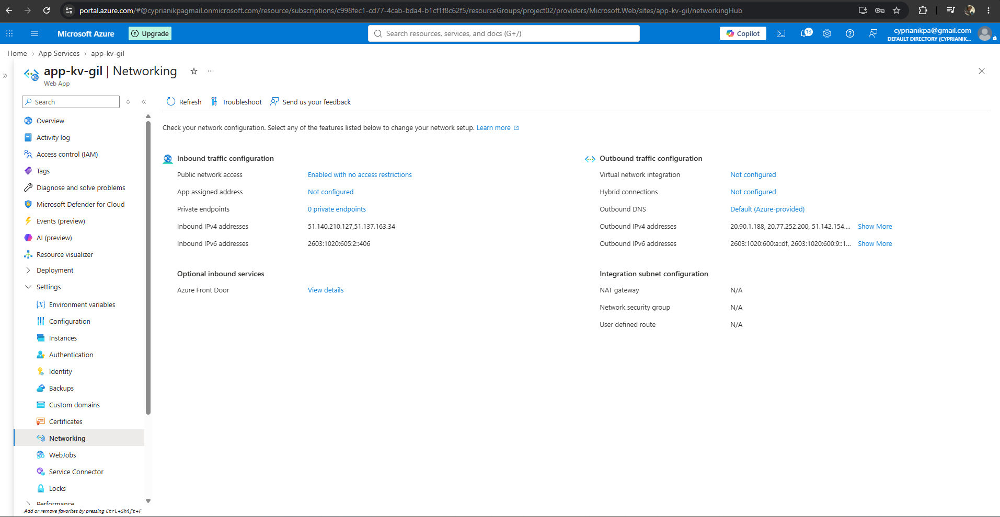 portal.azure.com/#@cyprianikpagmail.onmicrosoft.com/resource/subscriptions/c998fec1-cd77-4cab-bda4-b1cf1f8c62f5/resourceGroups/project02/providers/Microsoft.Web/sites/app-kv-gil/networkingHub
Microsoft Azure
Upgrade
Search resources, services, and docs (G+/)
Copilot
13
cyprianikpa@gmail.com
DEFAULT DIRECTORY (CYPRIANIK...
Home > App Services > app-kv-gil
app-kv-gil | Networking
Web App
Search
Refresh
Troubleshoot
Send us your feedback
Overview
Activity log
Access control (IAM)
Tags
Diagnose and solve problems
Microsoft Defender for Cloud
Events (preview)
AI (preview)
Resource visualizer
Deployment
Settings
Environment variables
Configuration
Instances
Authentication
Identity
Backups
Custom domains
Certificates
Networking
WebJobs
Service Connector
Locks
Performance
Add or remove favorites by pressing Ctrl+Shift+F
Check your network configuration. Select any of the features listed below to change your network setup. Learn more
Inbound traffic configuration
Public network access Enabled with no access restrictions
App assigned address Not configured
Private endpoints 0 private endpoints
Inbound IPv4 addresses 51.140.210.127,51.137.163.34
Inbound IPv6 addresses 2603:1020:605:2::406
Optional inbound services
Azure Front Door View details
Outbound traffic configuration
Virtual network integration Not configured
Hybrid connections Not configured
Outbound DNS Default (Azure-provided)
Outbound IPv4 addresses 20.90.1.188, 20.77.252.200, 51.142.154.... Show More
Outbound IPv6 addresses 2603:1020:600:a::df, 2603:1020:600:9::1... Show More
Integration subnet configuration
NAT gateway N/A
Network security group N/A
User defined route N/A